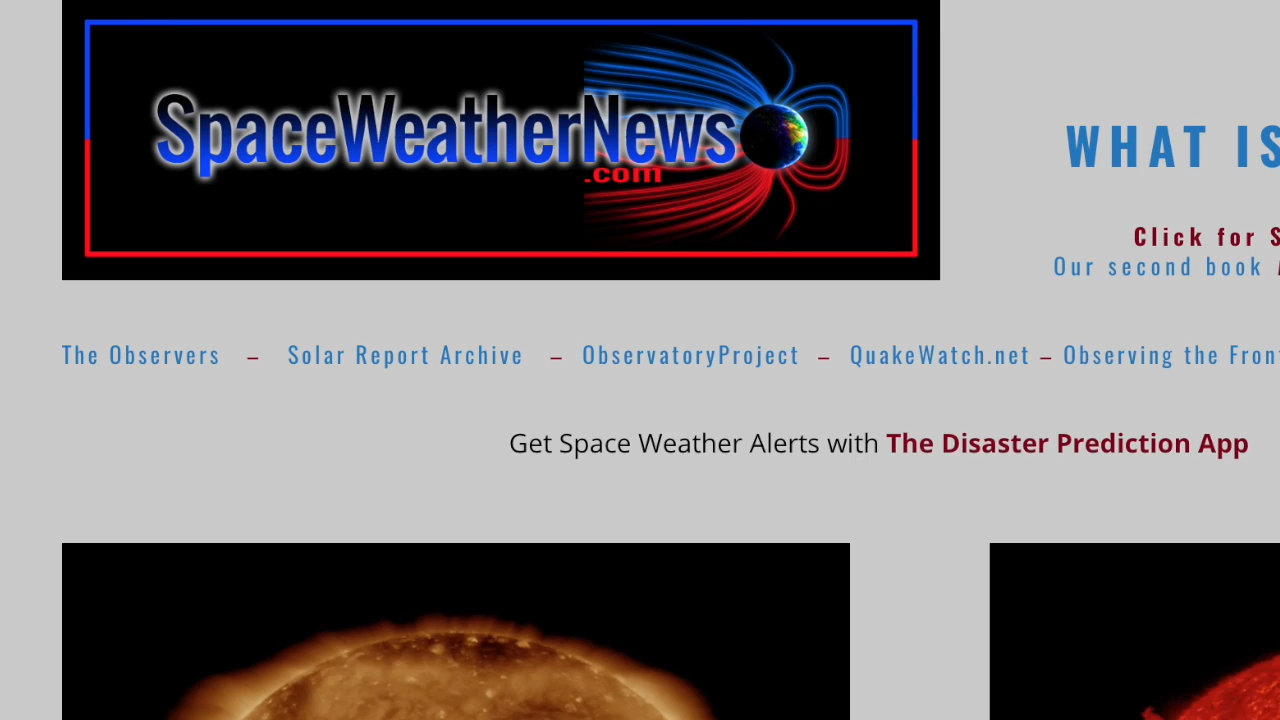 SpaceWeatherNews
.com
WHAT IS
Click for S
Our second book
The Observers – Solar Report Archive – ObservatoryProject – QuakeWatch.net – Observing the Front
Get Space Weather Alerts with The Disaster Prediction App